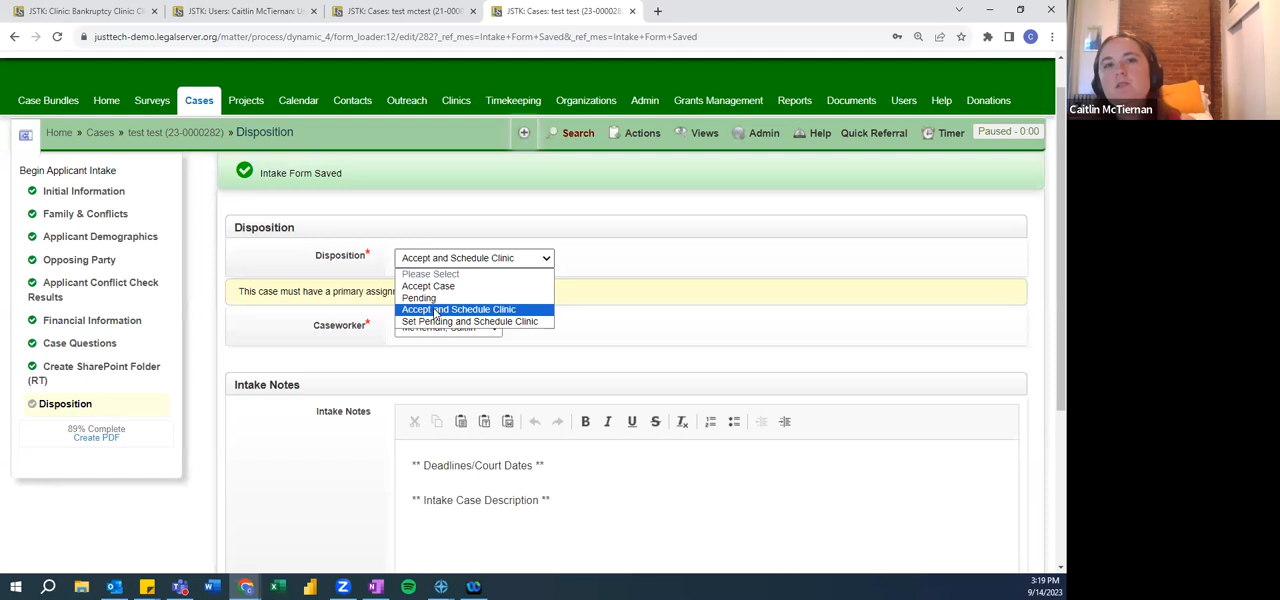 JSTK: Clinic: Bankruptcy Clinic: Cl
JSTK: Users: Caitlin McTiernan: U
JSTK: Cases: test mctest (21-000
JSTK: Cases: test test (23-0000282
justtech-demo.legalserver.org/matter/process/dynamic_4/form_loader:12/edit/282?_ref_mes=Intake+Form+Saved&_ref_mes=Intake+Form+Saved
C
Caitlin McTiernan
Case Bundles Home Surveys Cases Projects Calendar Contacts Outreach Clinics Timekeeping Organizations Admin Grants Management Reports Documents Users Help Donations
Home » Cases » test test (23-0000282) » Disposition
Search Actions Views Admin Help Quick Referral Timer Paused - 0:00
Begin Applicant Intake
Initial Information
Family & Conflicts
Applicant Demographics
Opposing Party
Applicant Conflict Check
Results
Financial Information
Case Questions
Create SharePoint Folder
(RT)
Disposition
89% Complete
Create PDF
Intake Form Saved
Disposition
Disposition*
Accept and Schedule Clinic
Please Select
Accept Case
Pending
Accept and Schedule Clinic
Set Pending and Schedule Clinic
This case must have a primary assignm
Caseworker*
McTiernan, Caitlin
Intake Notes
Intake Notes
** Deadlines/Court Dates **
** Intake Case Description **
3:19 PM
9/14/2023